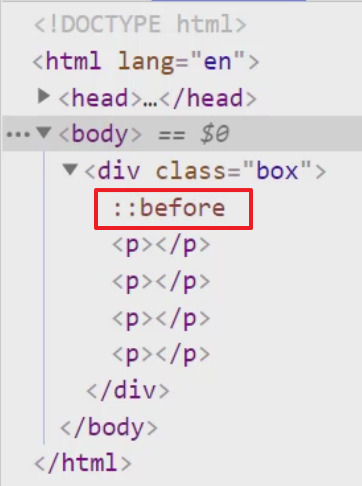 <!DOCTYPE html>
<html lang="en">
▶<head>…</head>
…▼<body> == $0
▼<div class="box">
::before
<p></p>
<p></p>
<p></p>
<p></p>
</div>
</body>
</html>